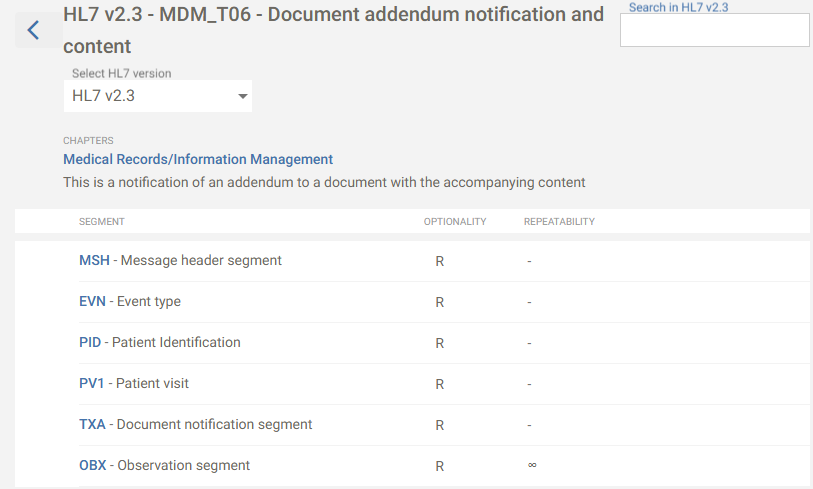 HL7 v2.3 - MDM_T06 - Document addendum notification and
content
Search in HL7 v2.3
Select HL7 version
HL7 v2.3
CHAPTERS
Medical Records/Information Management
This is a notification of an addendum to a document with the accompanying content
SEGMENT OPTIONALITY REPEATABILITY
MSH - Message header segment R -
EVN - Event type R -
PID - Patient Identification R -
PV1 - Patient visit R -
TXA - Document notification segment R -
OBX - Observation segment R ∞